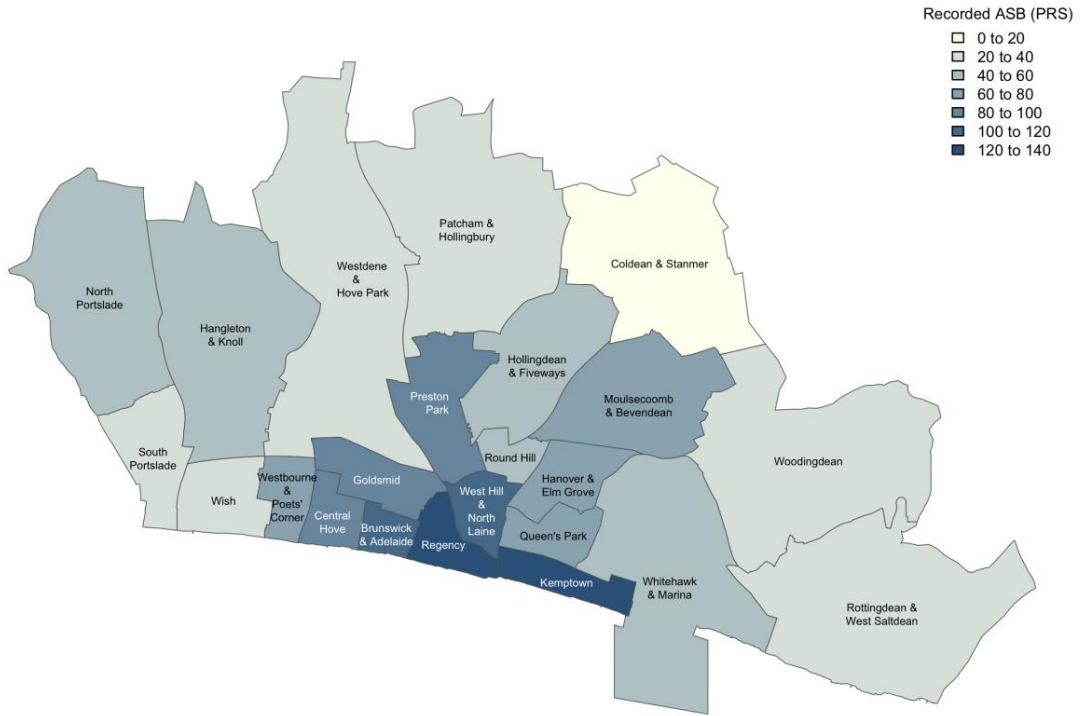 Recorded ASB (PRS)
0 to 20
20 to 40
40 to 60
60 to 80
80 to 100
100 to 120
120 to 140
Patcham &
Hollingbury
Coldean & Stanmer
Westdene
&
Hove Park
North
Portslade
Hangleton
& Knoll
Hollingdean
& Fiveways
Preston
Park
Moulsecoomb
& Bevendean
South
Portslade
Round Hill
Woodingdean
Wish
Westbourne
&
Poets'
Corner
Goldsmid
West Hill
&
North
Laine
Hanover &
Elm Grove
Central
Hove
Brunswick
& Adelaide
Regency
Queen's Park
Kemptown
Whitehawk
& Marina
Rottingdean &
West Saltdean